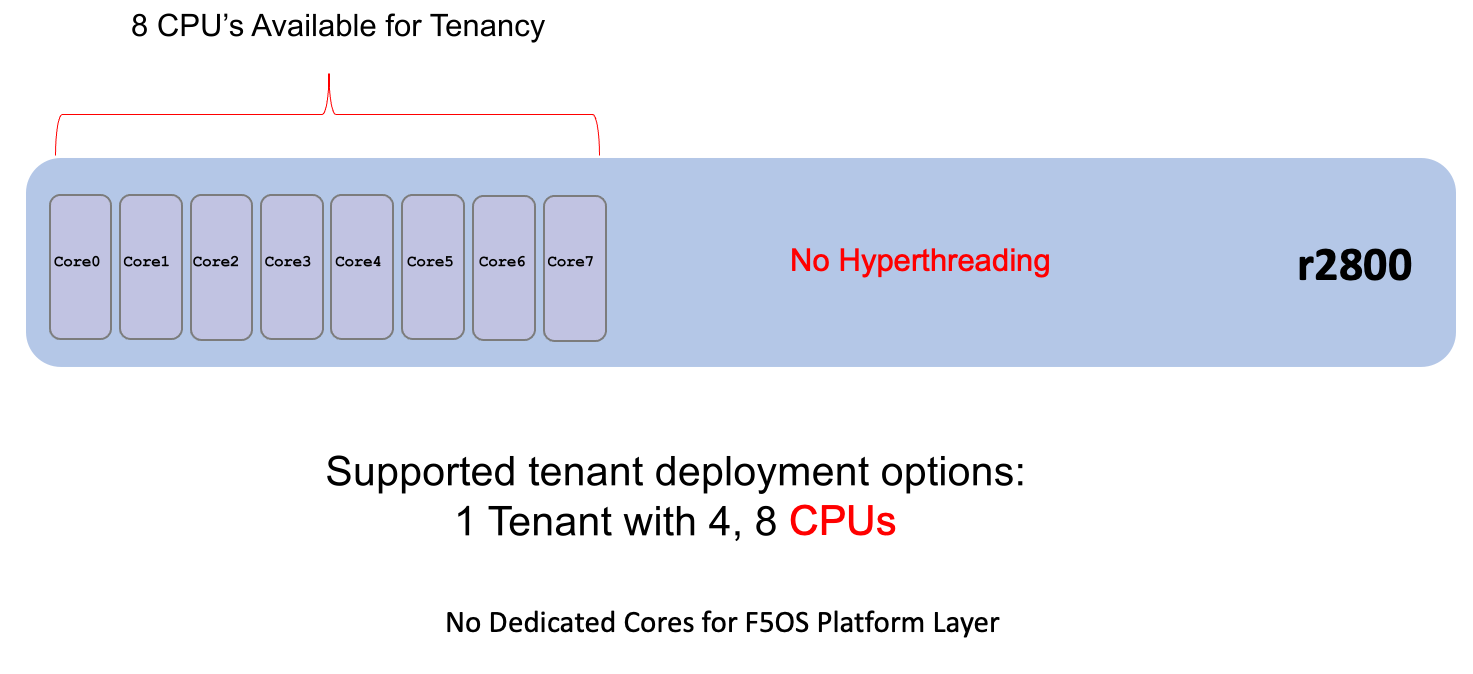 8 CPU’s Available for Tenancy
Core0 Core1 Core2 Core3 Core4 Core5 Core6 Core7
No Hyperthreading
r2800
Supported tenant deployment options:
1 Tenant with 4, 8 CPUs
No Dedicated Cores for F5OS Platform Layer